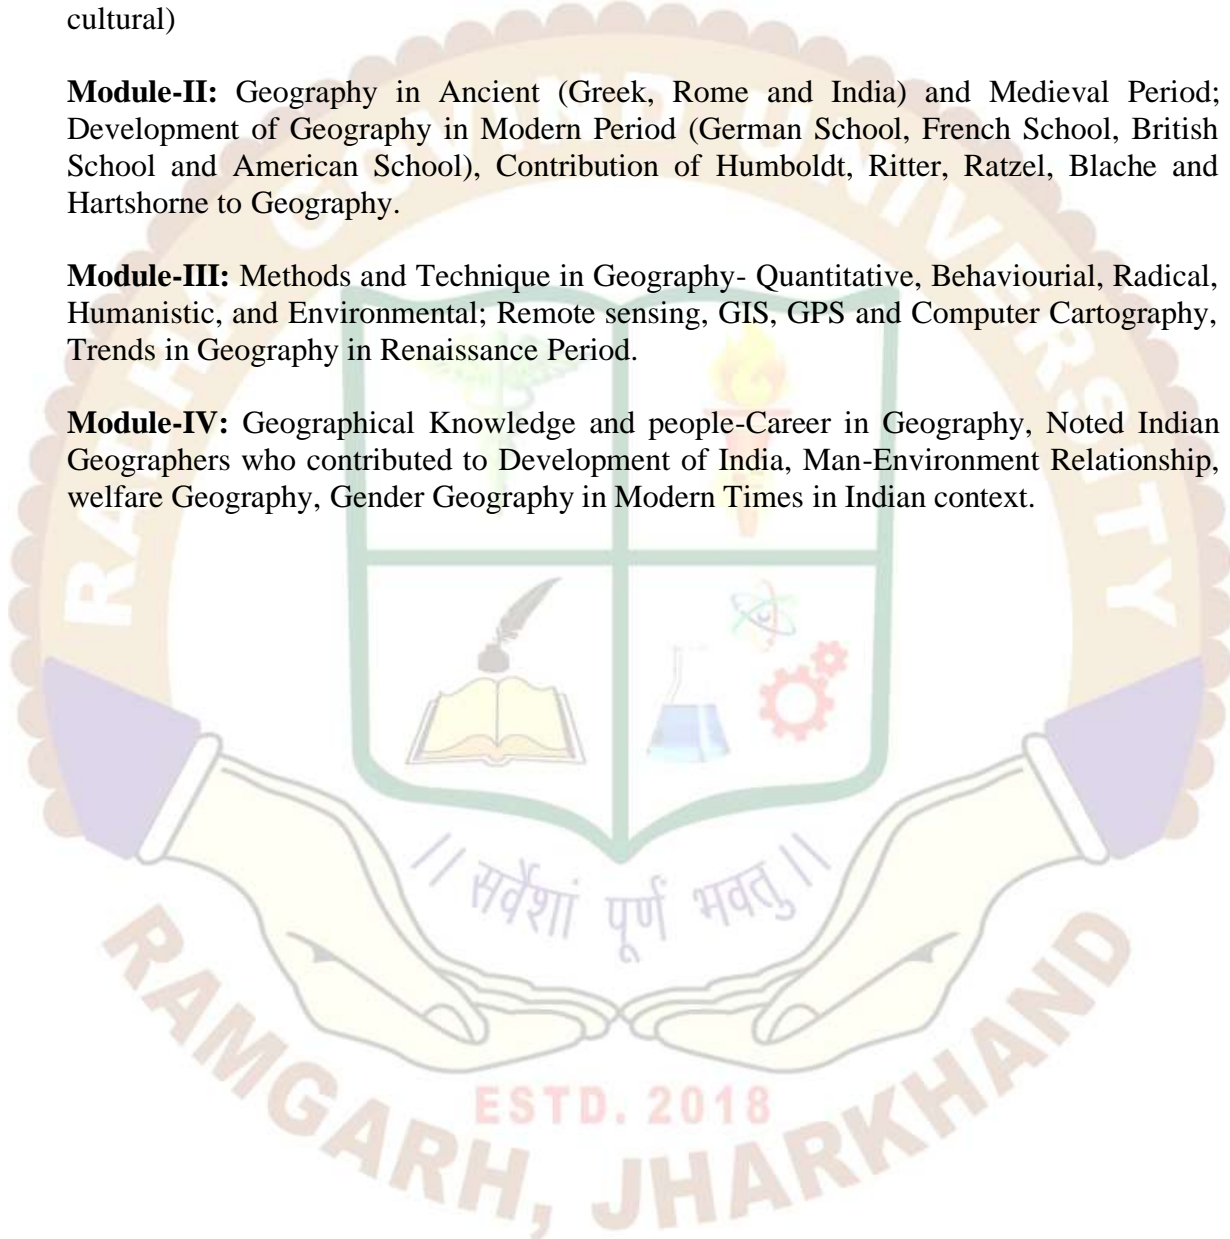 cultural)
Module-II: Geography in Ancient (Greek, Rome and India) and Medieval Period;
Development of Geography in Modern Period (German School, French School, British
School and American School), Contribution of Humboldt, Ritter, Ratzel, Blache and
Hartshorne to Geography.
Module-III: Methods and Technique in Geography- Quantitative, Behaviourial, Radical,
Humanistic, and Environmental; Remote sensing, GIS, GPS and Computer Cartography,
Trends in Geography in Renaissance Period.
Module-IV: Geographical Knowledge and people-Career in Geography, Noted Indian
Geographers who contributed to Development of India, Man-Environment Relationship,
welfare Geography, Gender Geography in Modern Times in Indian context.
RADHA GOVIND UNIVERSITY
// सर्वेशां पूर्ण भवतु //
ESTD. 2018
RAMGARH, JHARKHAND